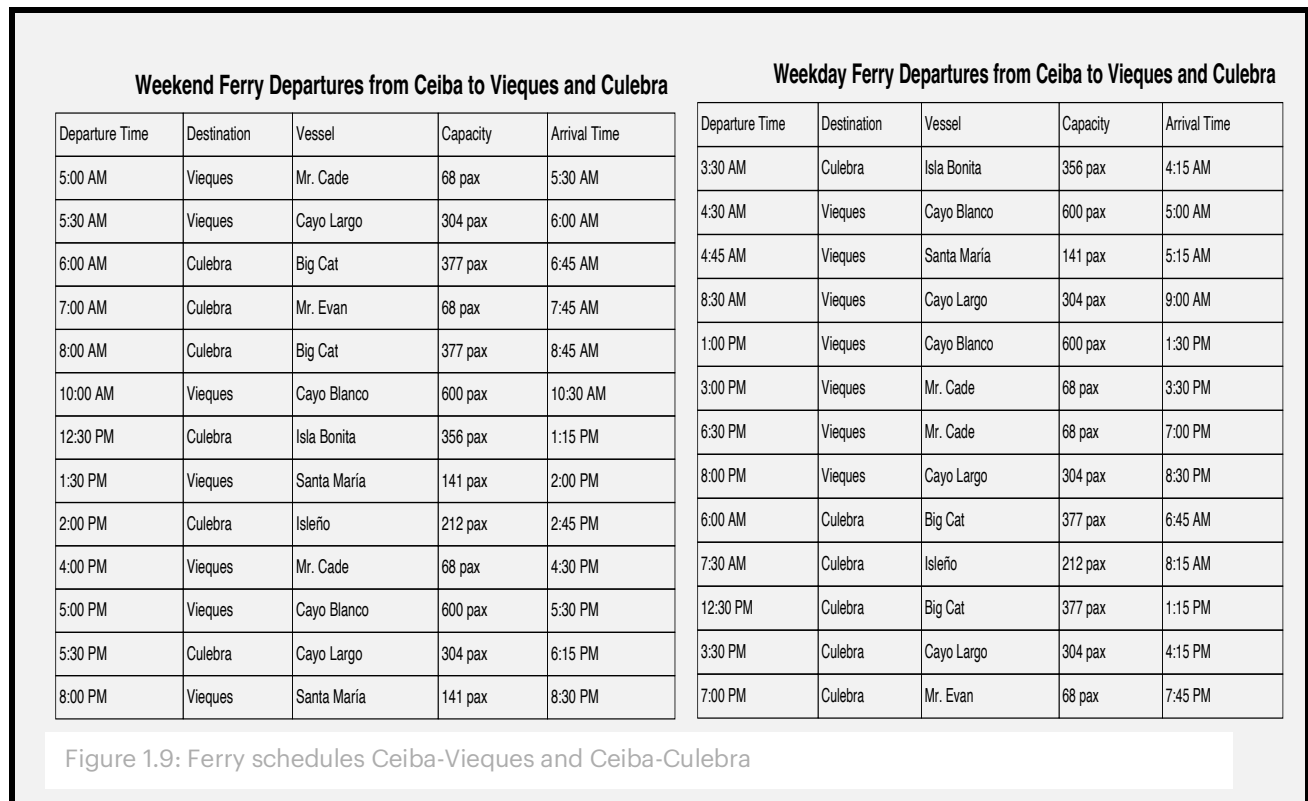 Weekend Ferry Departures from Ceiba to Vieques and Culebra
Departure Time Destination Vessel Capacity Arrival Time
5:00 AM Vieques Mr. Cade 68 pax 5:30 AM
5:30 AM Vieques Cayo Largo 304 pax 6:00 AM
6:00 AM Culebra Big Cat 377 pax 6:45 AM
7:00 AM Culebra Mr. Evan 68 pax 7:45 AM
8:00 AM Culebra Big Cat 377 pax 8:45 AM
10:00 AM Vieques Cayo Blanco 600 pax 10:30 AM
12:30 PM Culebra Isla Bonita 356 pax 1:15 PM
1:30 PM Vieques Santa María 141 pax 2:00 PM
2:00 PM Culebra Isleño 212 pax 2:45 PM
4:00 PM Vieques Mr. Cade 68 pax 4:30 PM
5:00 PM Vieques Cayo Blanco 600 pax 5:30 PM
5:30 PM Culebra Cayo Largo 304 pax 6:15 PM
8:00 PM Vieques Santa María 141 pax 8:30 PM
Weekday Ferry Departures from Ceiba to Vieques and Culebra
Departure Time Destination Vessel Capacity Arrival Time
3:30 AM Culebra Isla Bonita 356 pax 4:15 AM
4:30 AM Vieques Cayo Blanco 600 pax 5:00 AM
4:45 AM Vieques Santa María 141 pax 5:15 AM
8:30 AM Vieques Cayo Largo 304 pax 9:00 AM
1:00 PM Vieques Cayo Blanco 600 pax 1:30 PM
3:00 PM Vieques Mr. Cade 68 pax 3:30 PM
6:30 PM Vieques Mr. Cade 68 pax 7:00 PM
8:00 PM Vieques Cayo Largo 304 pax 8:30 PM
6:00 AM Culebra Big Cat 377 pax 6:45 AM
7:30 AM Culebra Isleño 212 pax 8:15 AM
12:30 PM Culebra Big Cat 377 pax 1:15 PM
3:30 PM Culebra Cayo Largo 304 pax 4:15 PM
7:00 PM Culebra Mr. Evan 68 pax 7:45 PM
Figure 1.9: Ferry schedules Ceiba-Vieques and Ceiba-Culebra